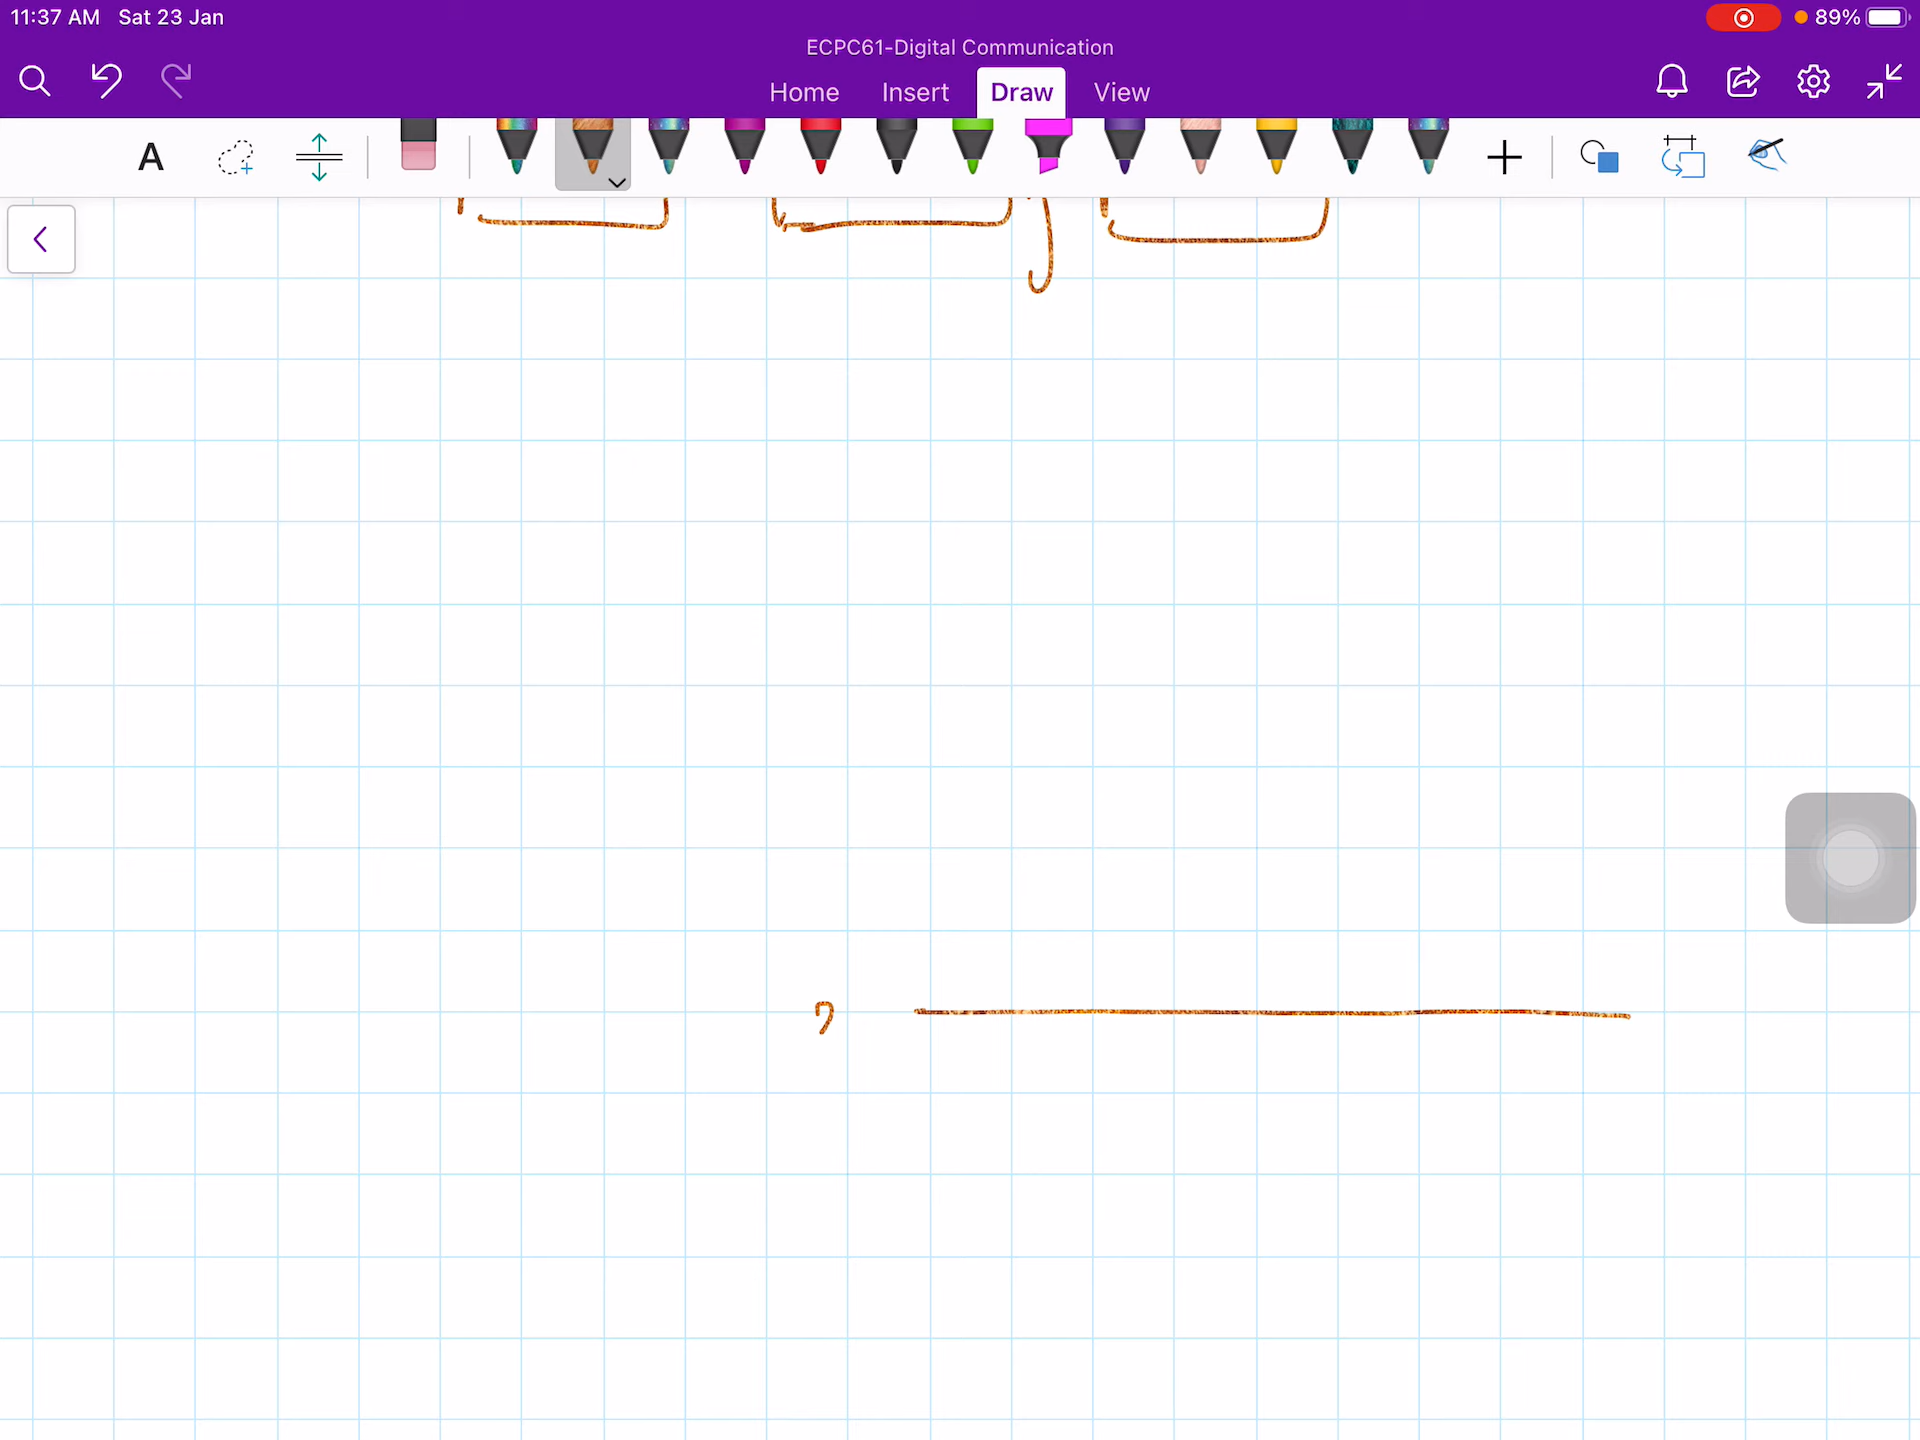 11:37 AM Sat 23 Jan
89%
ECPC61-Digital Communication
Home Insert Draw View
A